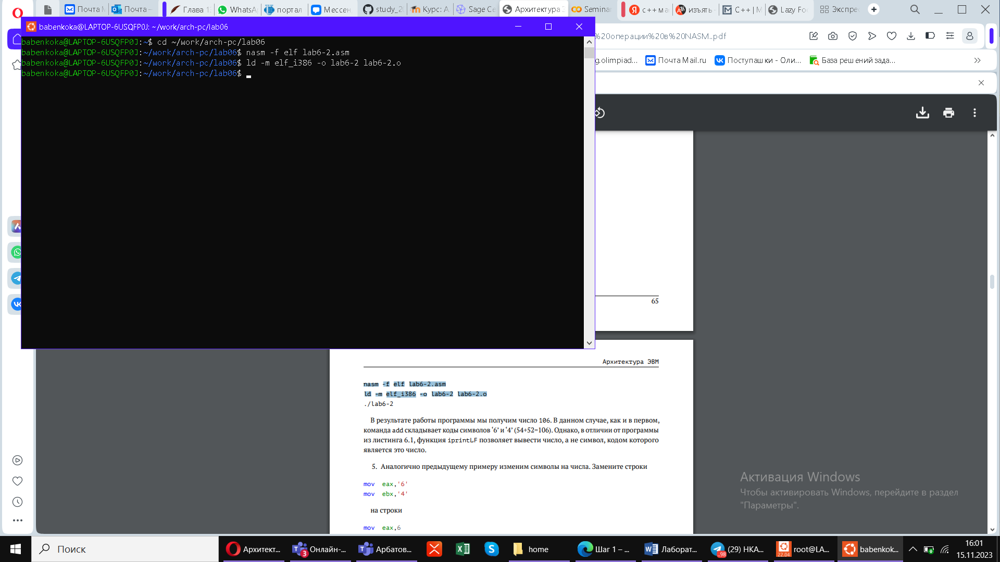 Почта М
Почта –
Глава 1
WhatsA
портал
Мессен
study_2
Курс: А
Sage Ce
Архитектура Э
Semina
с++ ма
изъять -
C++ | M
Lazy Fo
Экспре
babenkoka@LAPTOP-6USQFP0J: ~/work/arch-pc/lab06
%20операции%20в%20NASM..pdf
babenkoka@LAPTOP-6USQFP0J:~$ cd ~/work/arch-pc/lab06
babenkoka@LAPTOP-6USQFP0J:~/work/arch-pc/lab06$ nasm -f elf lab6-2.asm
babenkoka@LAPTOP-6USQFP0J:~/work/arch-pc/lab06$ ld -m elf_i386 -o lab6-2 lab6-2.o
babenkoka@LAPTOP-6USQFP0J:~/work/arch-pc/lab06$
g.olimpiad...
Почта Mail.ru
Поступашки - Оли...
База решений зада...
65
Архитектура ЭВМ
nasm -f elf lab6-2.asm
ld -m elf_i386 -o lab6-2 lab6-2.o
./lab6-2
В результате работы программы мы получим число 106. В данном случае, как и в первом,
команда add складывает коды символов ‘6’ и ‘4’ (54+52=106). Однако, в отличии от программы
из листинга 6.1, функция iprintLF позволяет вывести число, а не символ, кодом которого
является это число.
5. Аналогично предыдущему примеру изменим символы на числа. Замените строки
mov eax,'6'
mov ebx,'4'
на строки
mov eax,6
Активация Windows
Чтобы активировать Windows, перейдите в раздел
"Параметры".
Поиск
Архитект...
3
Онлайн-...
Арбатов...
home
Шаг 1 – ...
Лаборат...
..98
(29) НКА...
22.04
root@LA...
babenkok...
16:01
15.11.2023